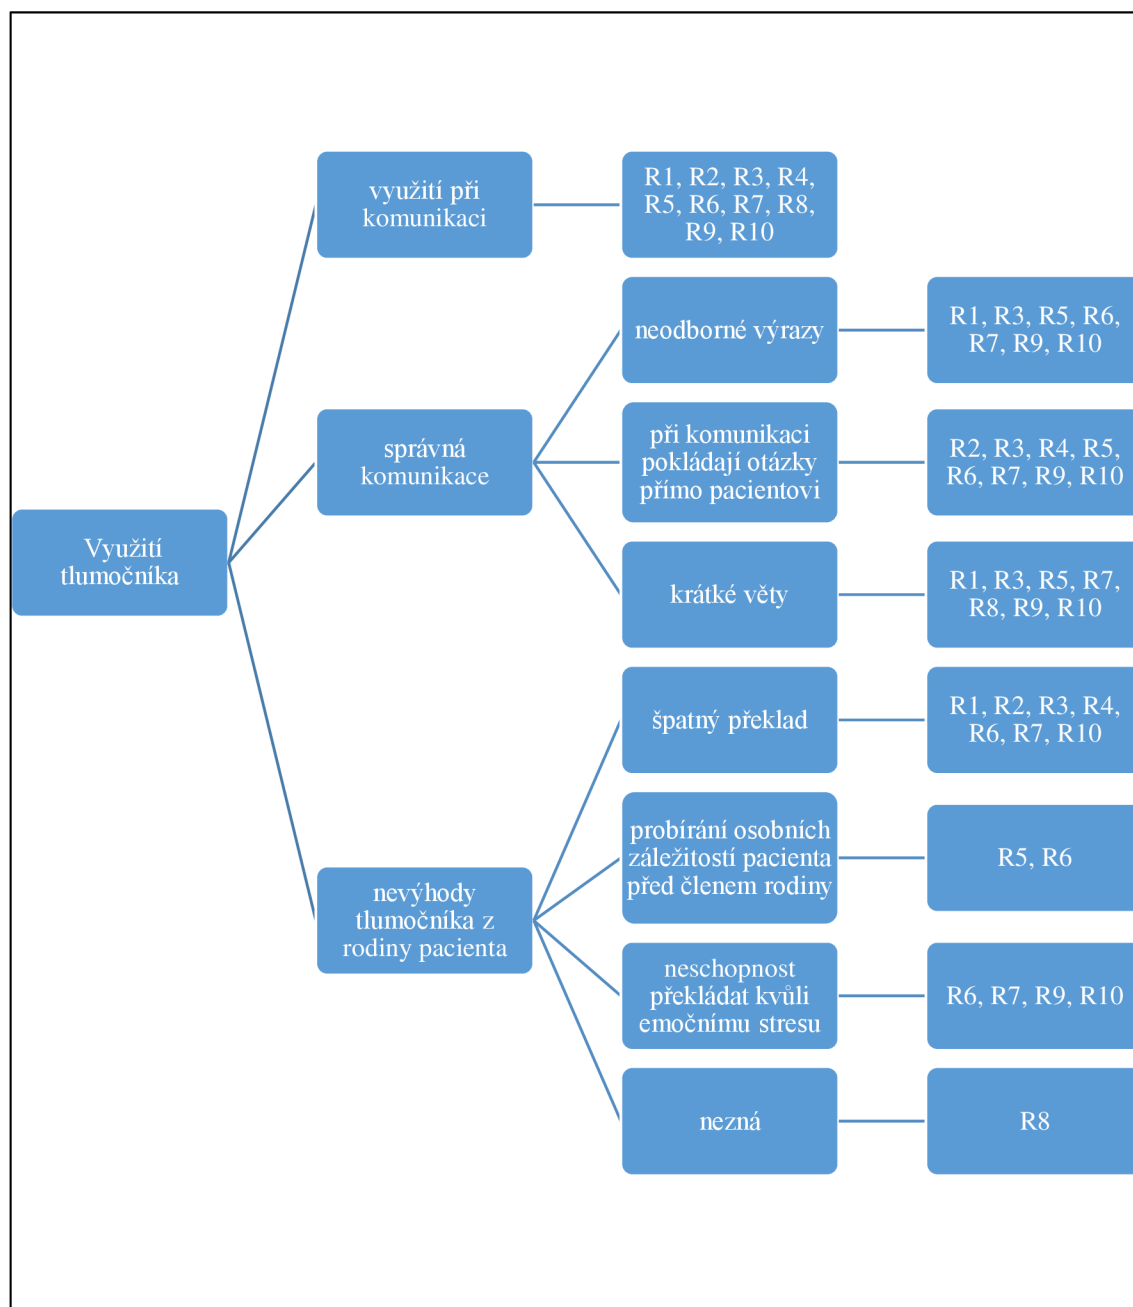 Využití
tlumočníka
využití při
komunikaci
R1, R2, R3, R4,
R5, R6, R7, R8,
R9, R10
správná
komunikace
neodborné výrazy
R1, R3, R5, R6,
R7, R9, R10
při komunikaci
pokládají otázky
přímo pacientovi
R2, R3, R4, R5,
R6, R7, R9, R10
krátké věty
R1, R3, R5, R7,
R8, R9, R10
nevýhody
tlumočníka z
rodiny pacienta
špatný překlad
R1, R2, R3, R4,
R6, R7, R10
probírání osobních
záležitostí pacienta
před členem rodiny
R5, R6
neschopnost
překládat kvůli
emočnímu stresu
R6, R7, R9, R10
nezná
R8